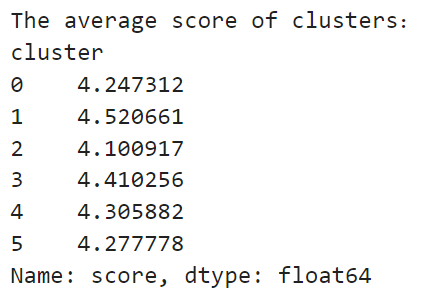 The average score of clusters:
cluster
0    4.247312
1    4.520661
2    4.100917
3    4.410256
4    4.305882
5    4.277778
Name: score, dtype: float64